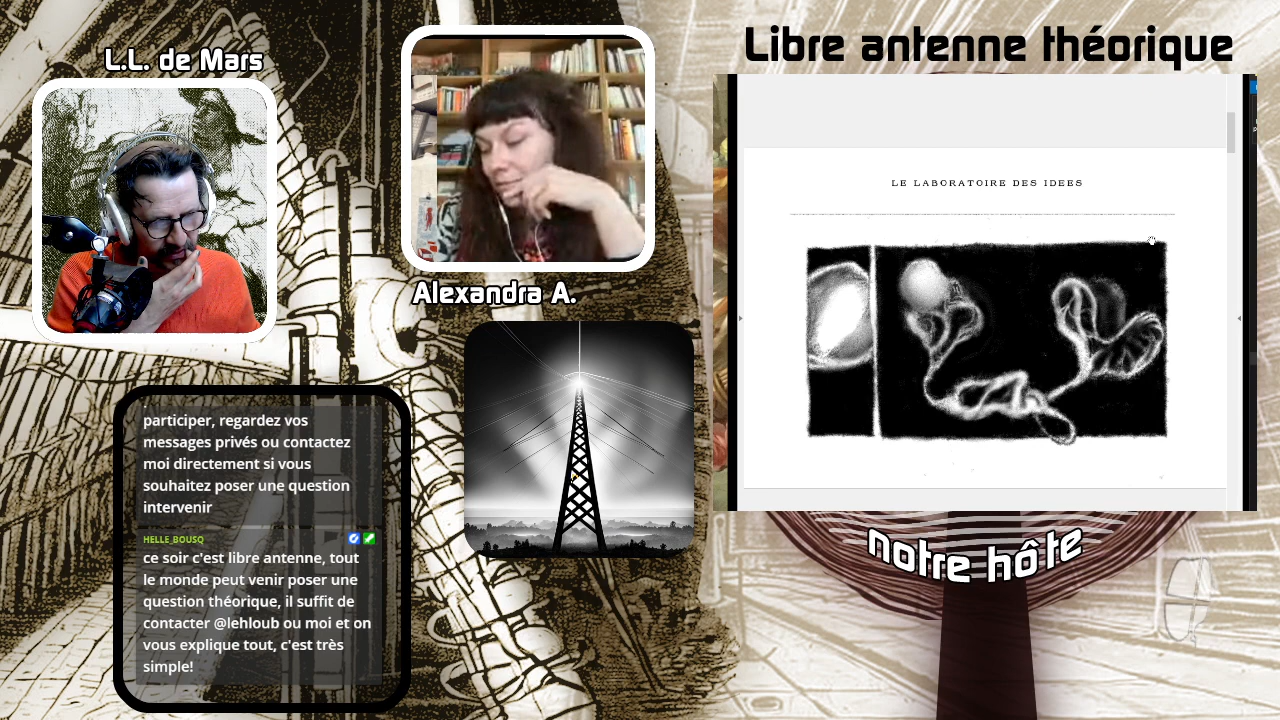 L.L. de Mars
Alexandra A.
Libre antenne théorique
LE LABORATOIRE DES IDEES
participer, regardez vos
messages privés ou contactez
moi directement si vous
souhaitez poser une question
intervenir
HELLE_BOUSQ
ce soir c'est libre antenne, tout
le monde peut venir poser une
question théorique, il suffit de
contacter @lehloub ou moi et on
vous explique tout, c'est très
simple!
notre hôte